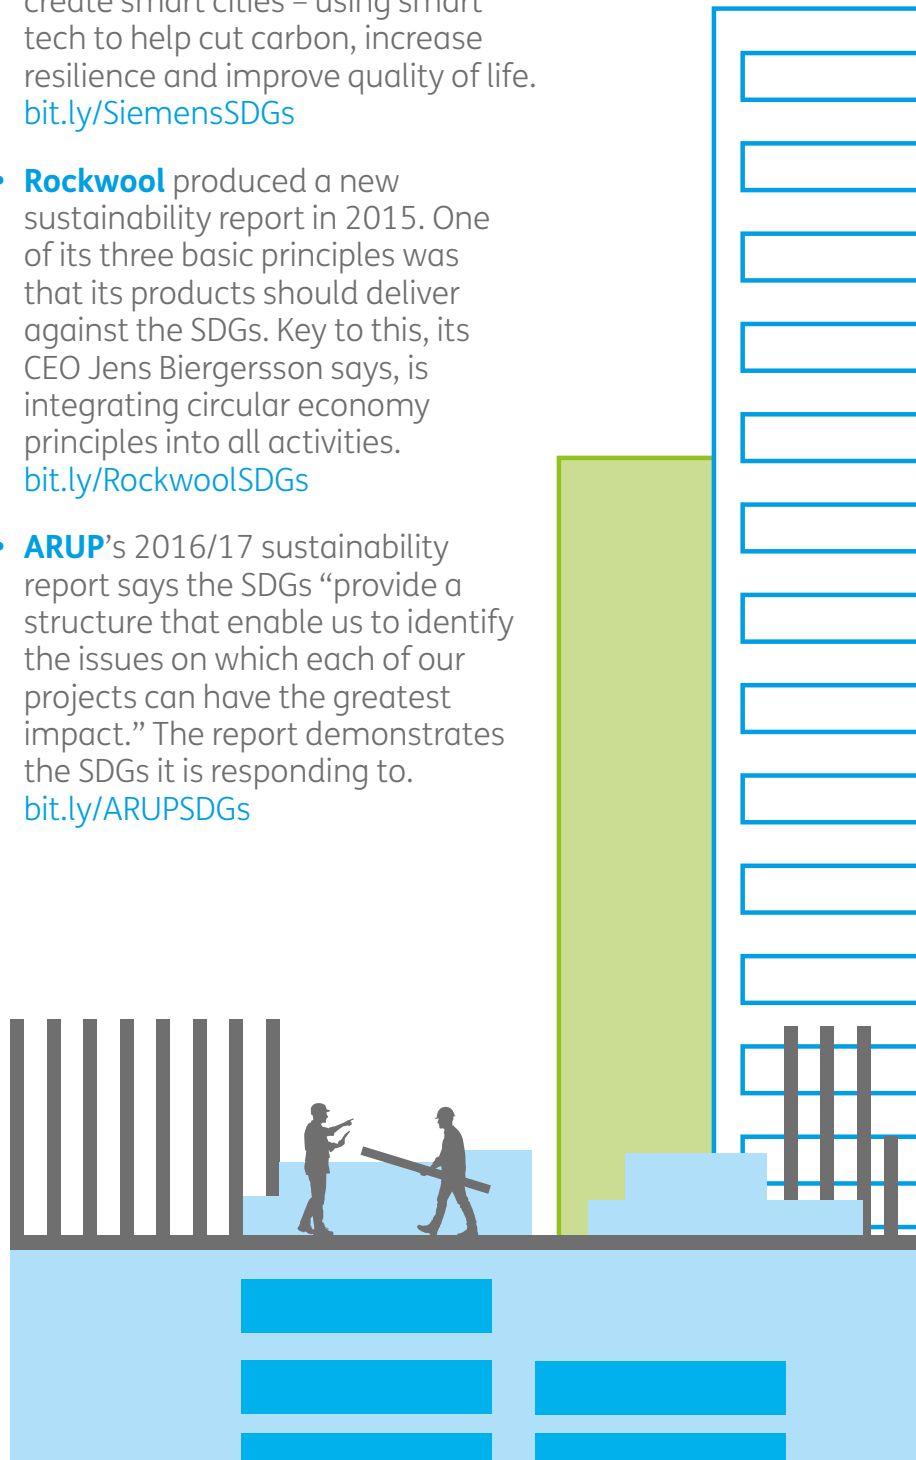 create smart cities – using smart
tech to help cut carbon, increase
resilience and improve quality of life.
bit.ly/SiemensSDGs
• Rockwool produced a new
sustainability report in 2015. One
of its three basic principles was
that its products should deliver
against the SDGs. Key to this, its
CEO Jens Biergersson says, is
integrating circular economy
principles into all activities.
bit.ly/RockwoolSDGs
• ARUP’s 2016/17 sustainability
report says the SDGs “provide a
structure that enable us to identify
the issues on which each of our
projects can have the greatest
impact.” The report demonstrates
the SDGs it is responding to.
bit.ly/ARUPSDGs